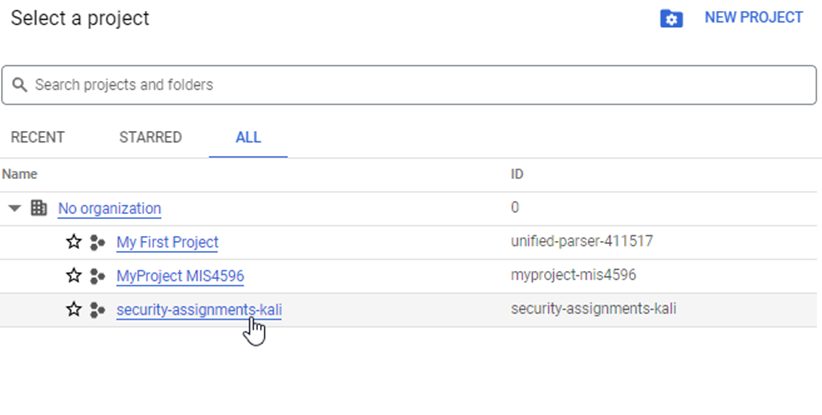 Select a project
NEW PROJECT
Search projects and folders
RECENT STARRED ALL
Name ID
No organization 0
My First Project unified-parser-411517
MyProject MIS4596 myproject-mis4596
security-assignments-kali security-assignments-kali